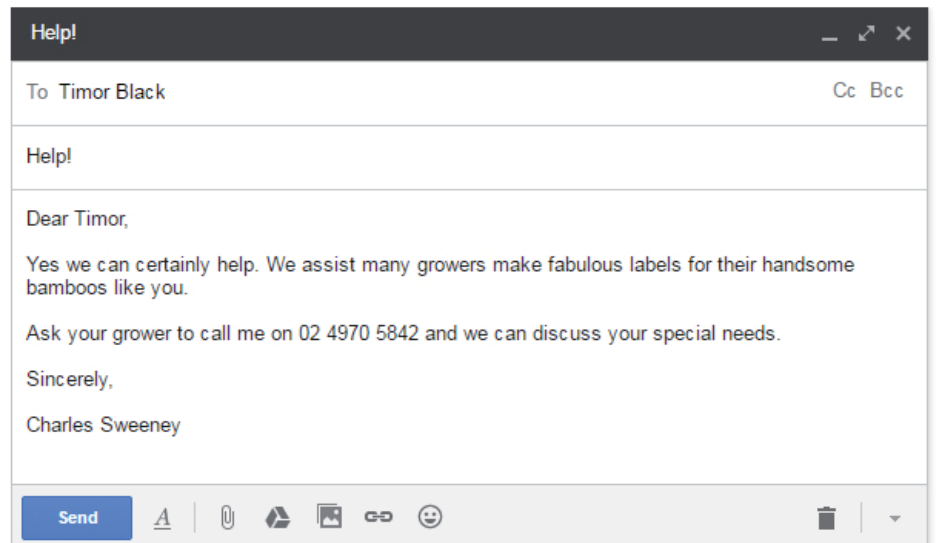 Help!
To Timor Black Cc Bcc
Help!
Dear Timor,
Yes we can certainly help. We assist many growers make fabulous labels for their handsome
bamboos like you.
Ask your grower to call me on 02 4970 5842 and we can discuss your special needs.
Sincerely,
Charles Sweeney
Send A